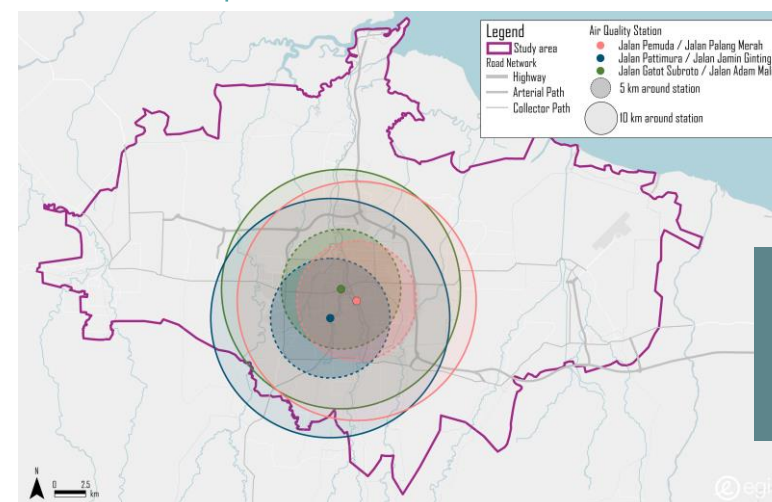 Legend
Study area
Road Network
Highway
Arterial Path
Collector Path
Air Quality Station
Jalan Pemuda / Jalan Palang Merah
Jalan Pattimura / Jalan Jamin Ginting
Jalan Gatot Subroto / Jalan Adam Mal
5 km around station
10 km around station
N
0 2.5
km
egi